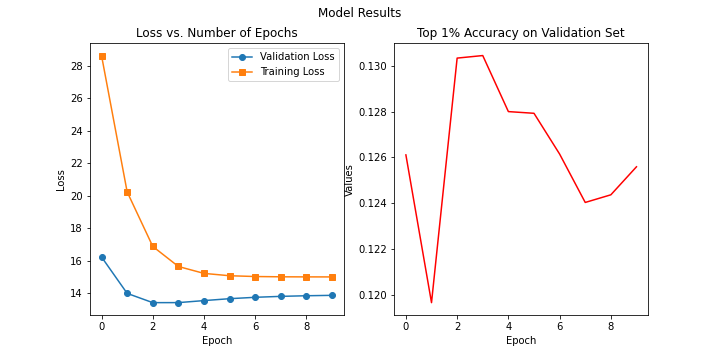 Model Results
Loss vs. Number of Epochs
Validation Loss
Training Loss
28
26
24
22
20
18
16
14
Loss
0
2
4
6
8
Epoch
Top 1% Accuracy on Validation Set
0.130
0.128
0.126
0.124
0.122
0.120
Values
0
2
4
6
8
Epoch